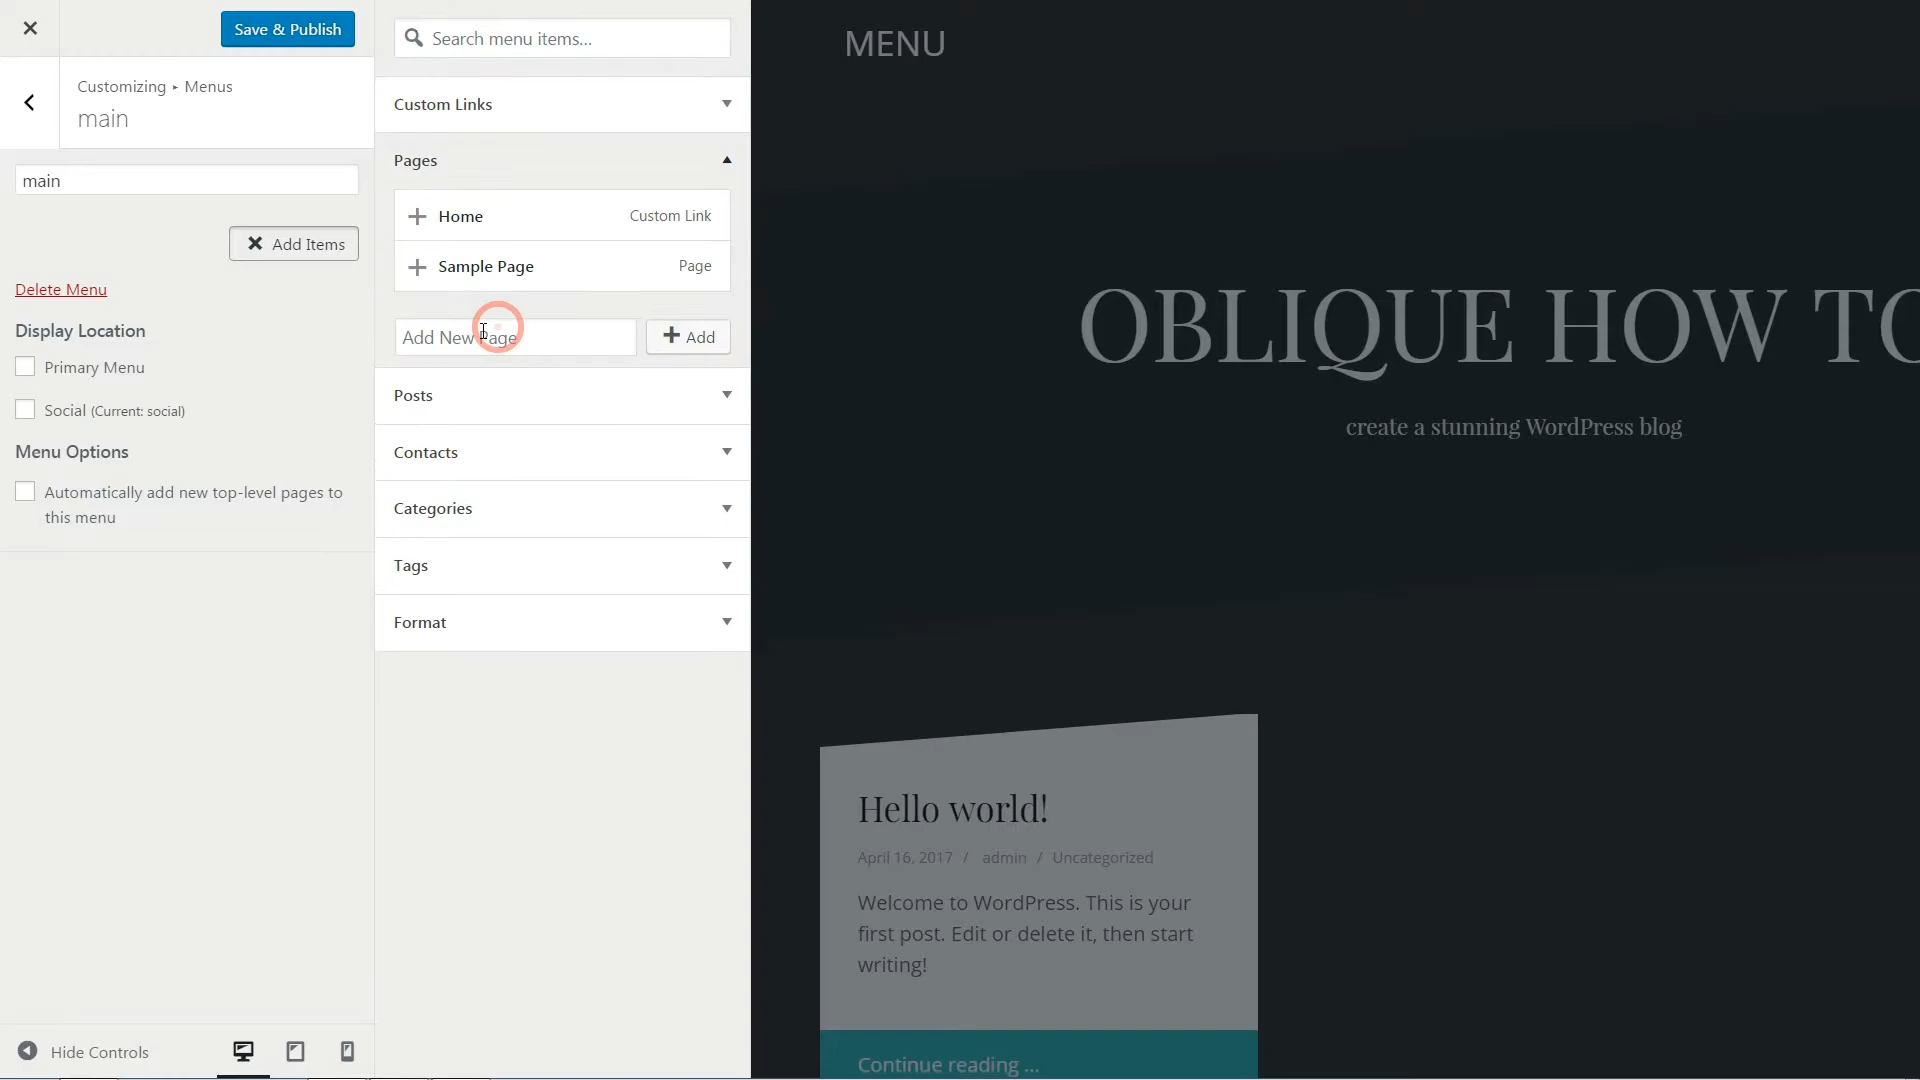 Save & Publish
Customizing ▸ Menus
main
main
Add Items
Delete Menu
Display Location
Primary Menu
Social (Current: social)
Menu Options
Automatically add new top-level pages to
this menu
Hide Controls
Search menu items...
Custom Links
Pages
Home Custom Link
Sample Page Page
Add New Page Add
Posts
Contacts
Categories
Tags
Format
MENU
OBLIQUE HOW TO
create a stunning WordPress blog
Hello world!
April 16, 2017 / admin / Uncategorized
Welcome to WordPress. This is your
first post. Edit or delete it, then start
writing!
Continue reading ...